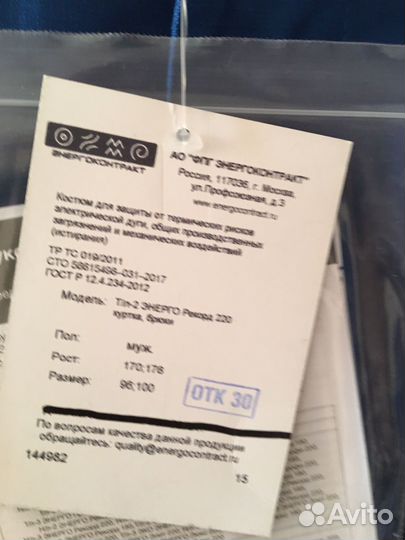 ЭНЕРГОКОНТРАКТ
АО "ФПГ ЭНЕРГОКОНТРАКТ"
Россия, 117036, г. Москва,
ул.Профсоюзная, д.3
www.energocontract.ru
Костюм для защиты от термических рисков
электрической дуги, общих производственных
загрязнений и механических воздействий
(истирания)
ТР ТС 019/2011
СТО 58615498-031-2017
ГОСТ Р 12.4.234-2012
Модель: Тл-2 ЭНЕРГО Рекорд 220
куртка, брюки
Пол: муж.
Рост: 170;176
Размер: 96;100
ОТК 30
По вопросам качества данной продукции
обращайтесь: quality@energocontract.ru
144982
15
Avito